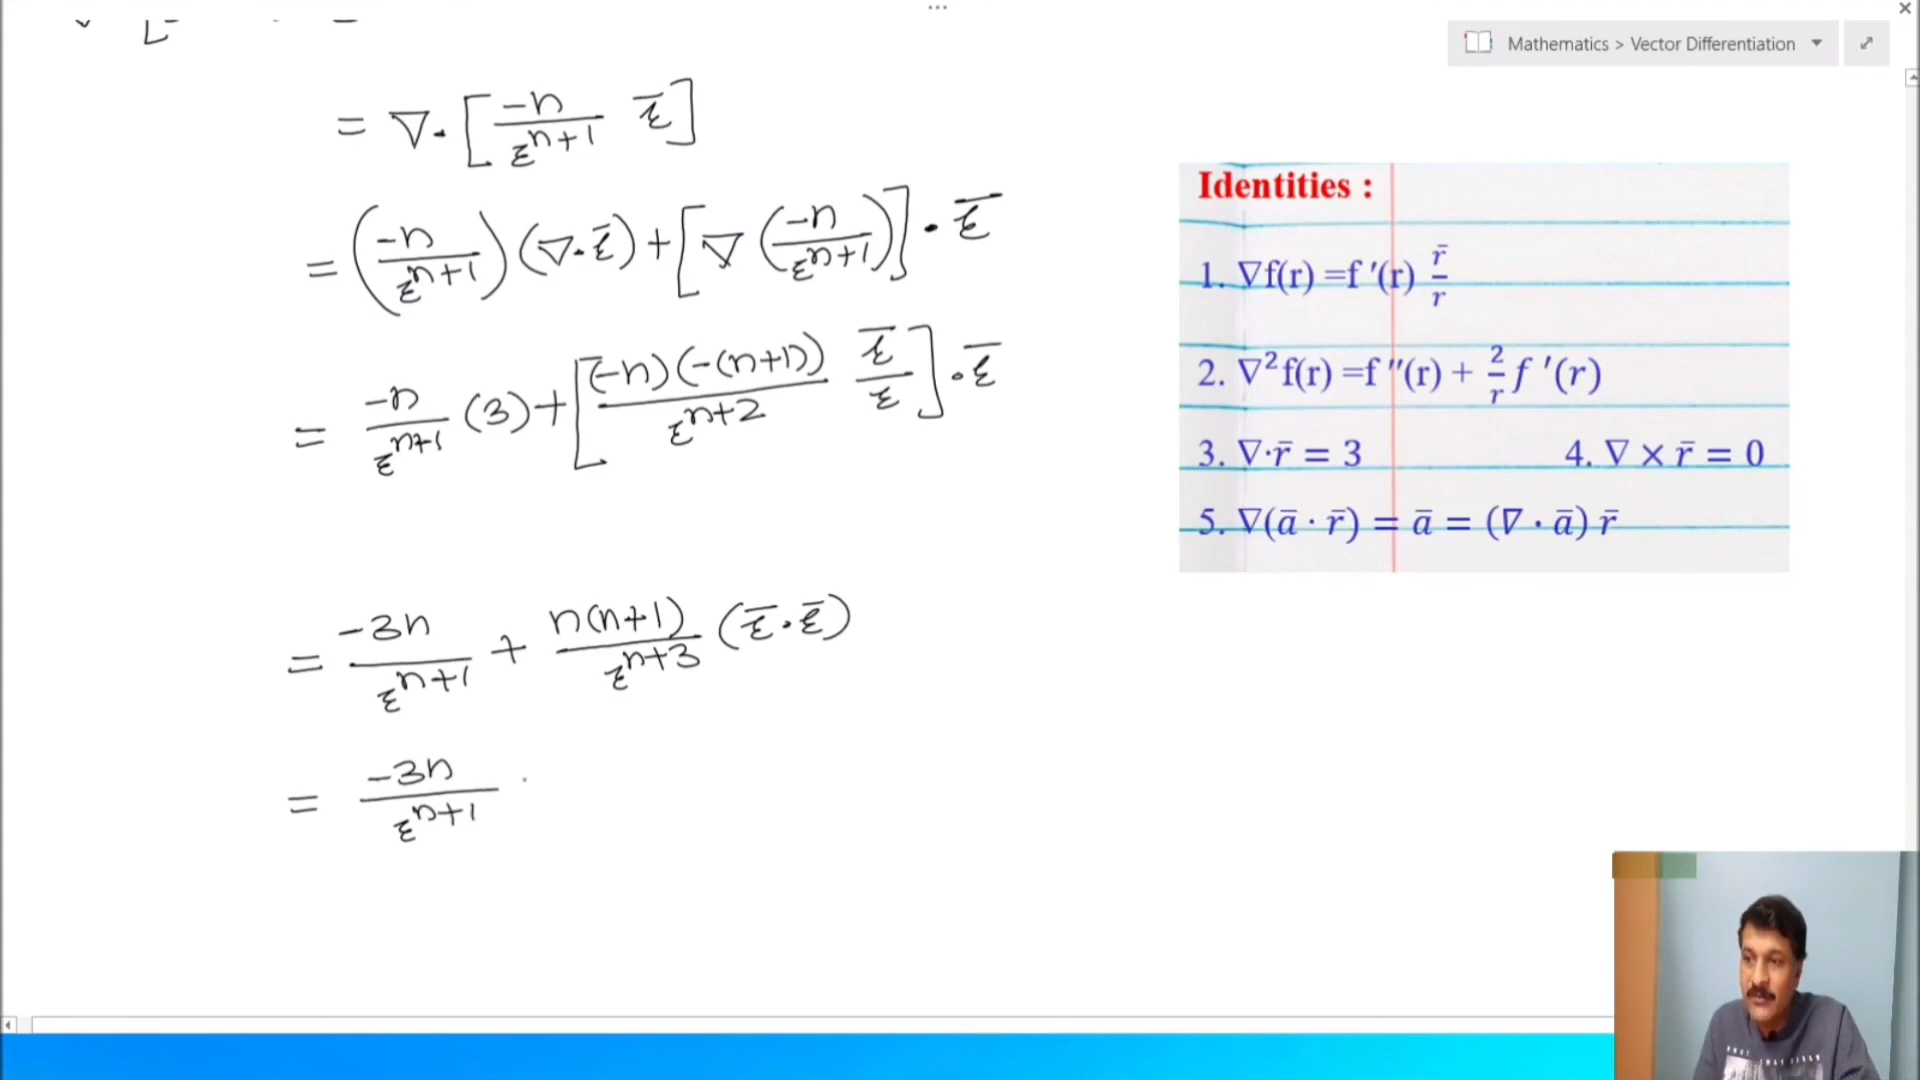 Mathematics > Vector Differentiation
= ∇·[-n/r^{n+1} r̄]
= (-n/r^{n+1})(∇·r̄)+[∇(-n/r^{n+1})]·r̄
= -n/r^{n+1} (3)+[(-n)(-(n+1))/r^{n+2} r̄/r]·r̄
= -3n/r^{n+1} + n(n+1)/r^{n+3} (r̄·r̄)
= -3n/r^{n+1}
Identities :
1. ∇f(r) =f ′(r) r̄/r
2. ∇²f(r) =f ″(r) + 2/r f ′(r)
3. ∇·r̄ = 3 4. ∇ × r̄ = 0
5. ∇(ā · r̄) = ā = (∇ · ā) r̄